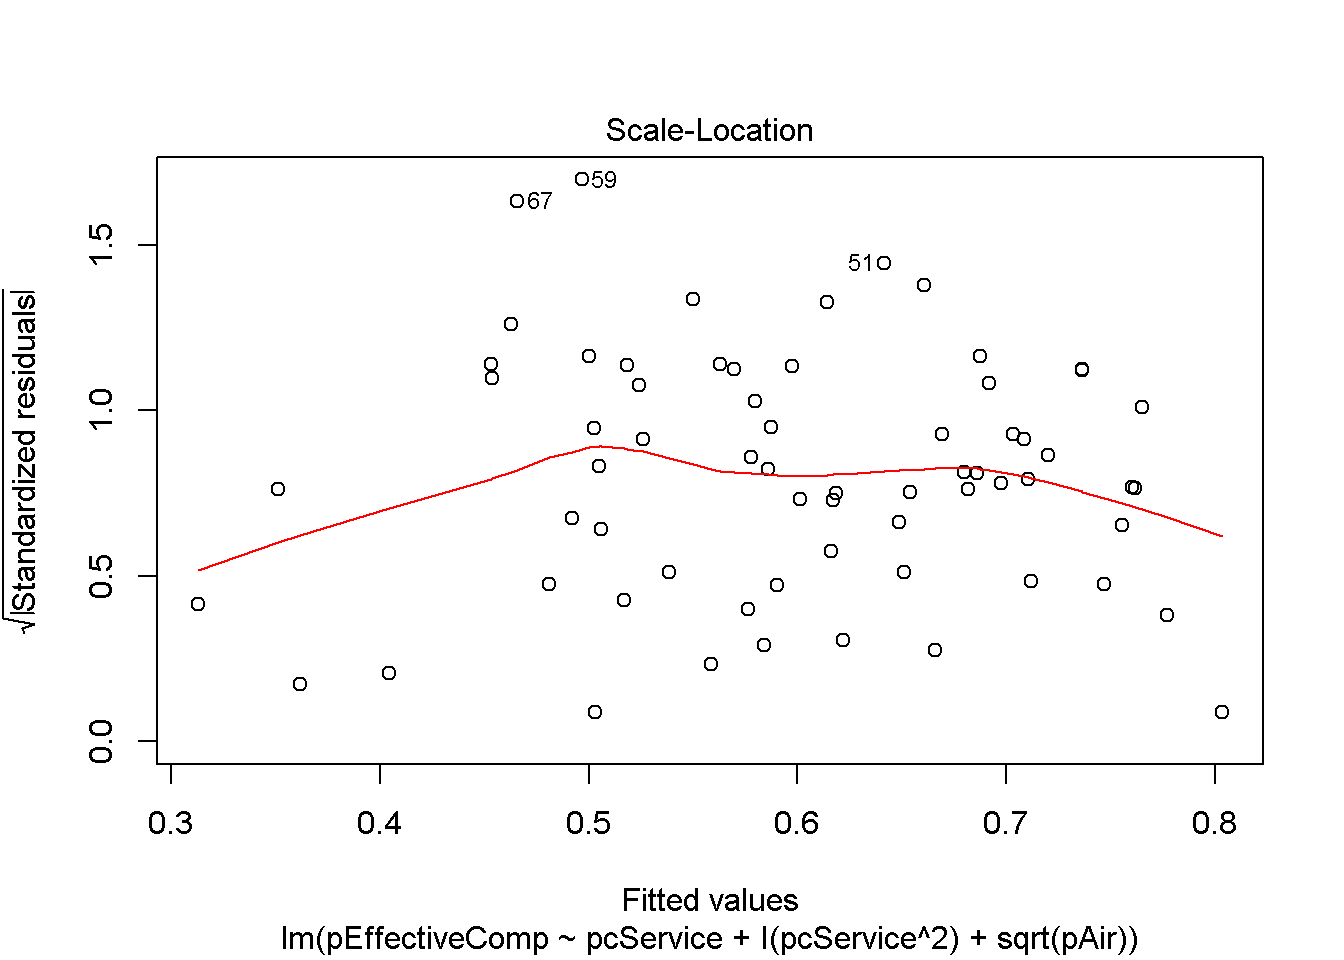 Scale-Location
67
59
51
√|Standardized residuals|
1.5
1.0
0.5
0.0
0.3 0.4 0.5 0.6 0.7 0.8
Fitted values
lm(pEffectiveComp ~ pcService + I(pcService^2) + sqrt(pAir))